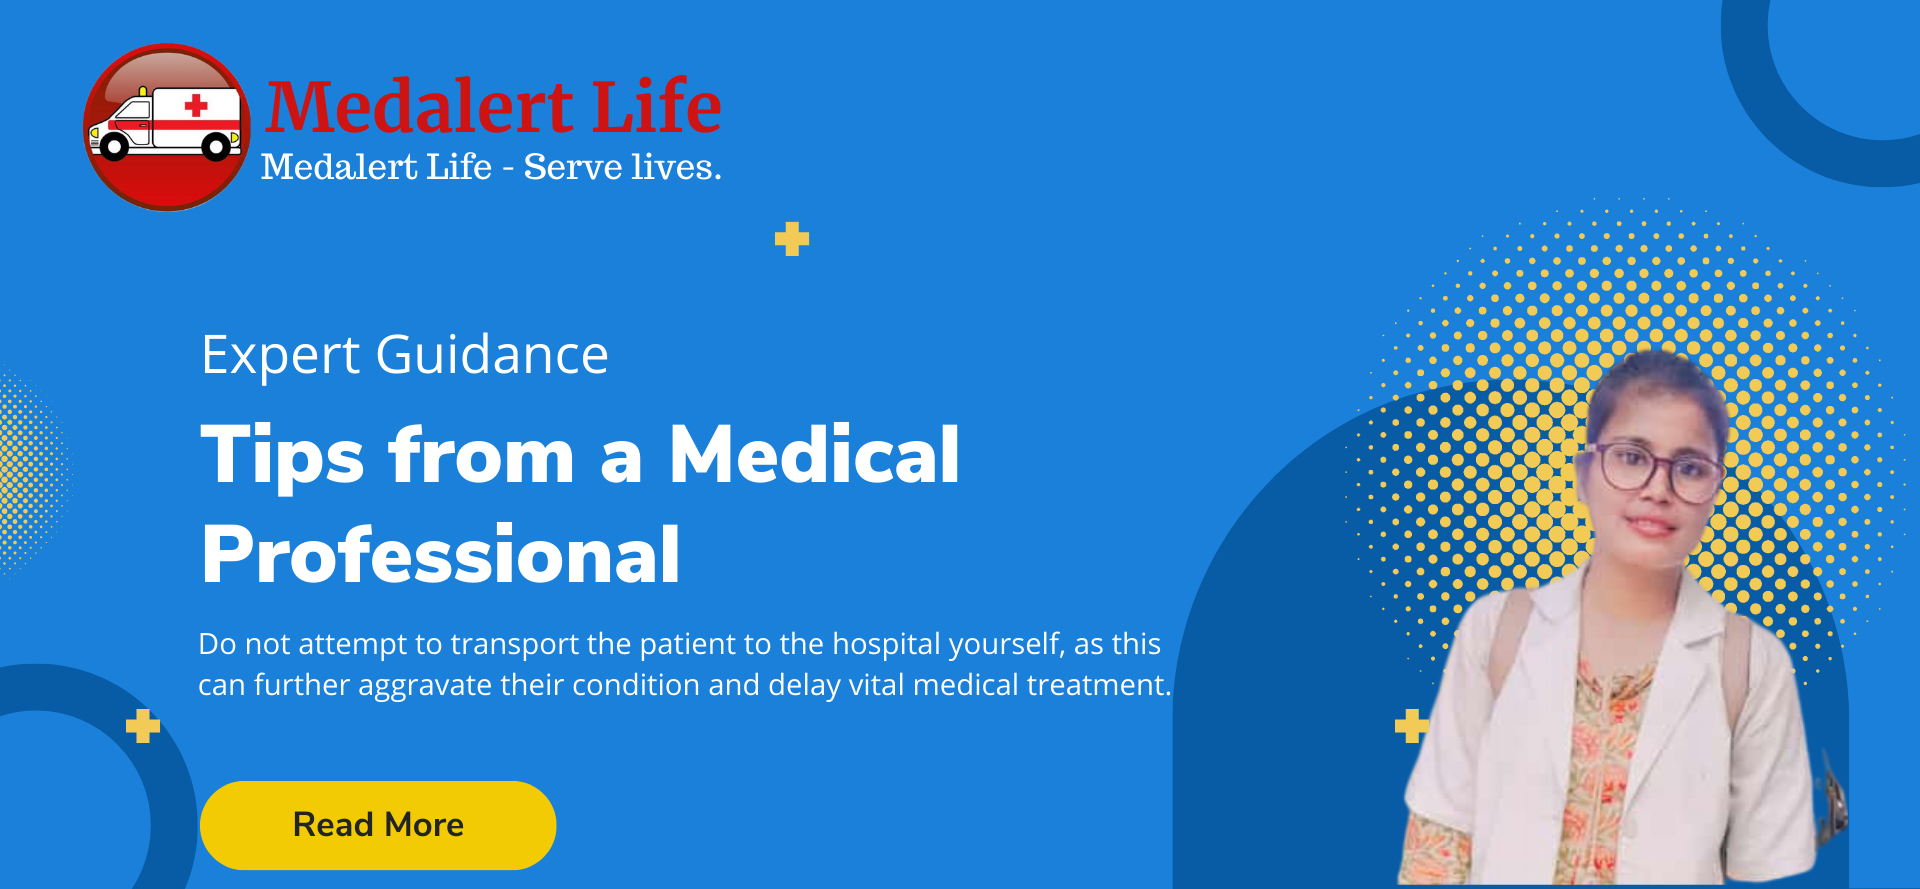 Medalert Life
Medalert Life - Serve lives.
Expert Guidance
Tips from a Medical
Professional
Do not attempt to transport the patient to the hospital yourself, as this
can further aggravate their condition and delay vital medical treatment.
Read More